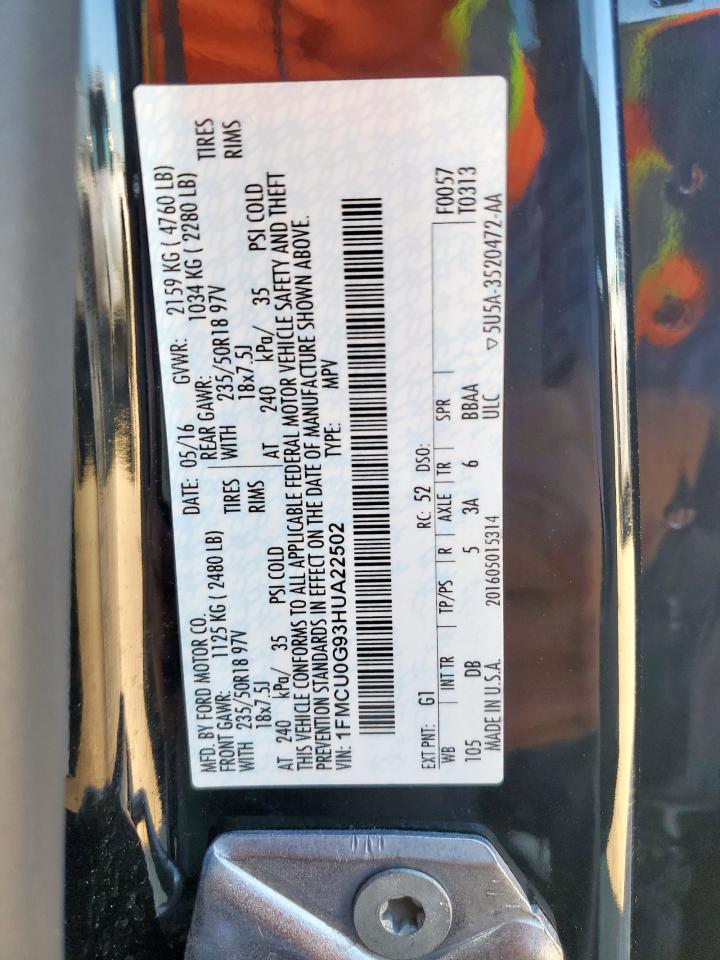 MFD. BY FORD MOTOR CO. DATE: 05/16 GVWR: 2159 KG ( 4760 LB)
FRONT GAWR: 1125 KG ( 2480 LB) REAR GAWR: 1034 KG ( 2280 LB)
WITH 235/50R18 97V TIRES WITH 235/50R18 97V TIRES
18x7.5J RIMS 18x7.5J RIMS
AT 240 kPa/ 35 PSI COLD AT 240 kPa/ 35 PSI COLD
THIS VEHICLE CONFORMS TO ALL APPLICABLE FEDERAL MOTOR VEHICLE SAFETY AND THEFT
PREVENTION STANDARDS IN EFFECT ON THE DATE OF MANUFACTURE SHOWN ABOVE.
VIN: 1FMCU0G93HUA22502 TYPE: MPV
EXT PNT: G1 RC: 52 DSO: F0057
WB INT TR TP/PS R AXLE TR SPR T0313
105 DB 5 3A 6 BBAA
MADE IN U.S.A. 201605015314 ULC ▽5U5A-3520472-AA